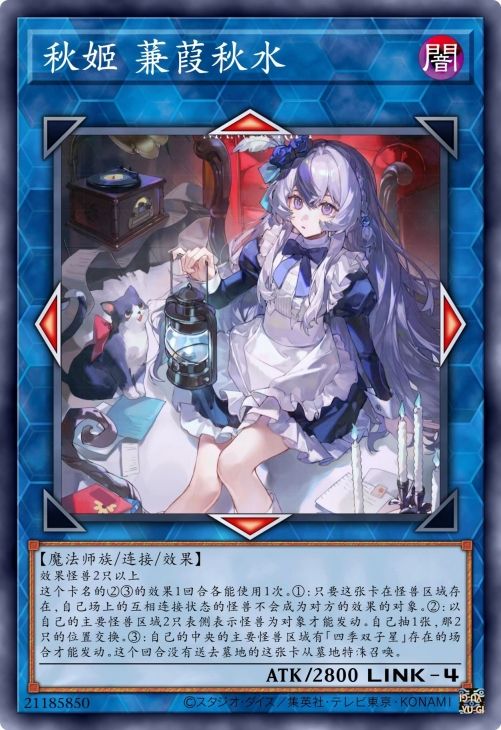 秋姬 蒹葭秋水
闇
【魔法师族/连接/效果】
效果怪兽2只以上
这个卡名的②③的效果1回合各能使用1次。①:只要这张卡在怪兽区域存
在,自己场上的互相连接状态的怪兽不会成为对方的效果的对象。②:以
自己的主要怪兽区域2只表侧表示怪兽为对象才能发动。自己抽1张,那2
只的位置交换。③:自己的中央的主要怪兽区域有「四季双子星」存在的场
合才能发动。这个回合没有送去墓地的这张卡从墓地特殊召唤。
ATK/2800 LINK-4
21185850
©スタジオ・ダイス/集英社・テレビ東京・KONAMI